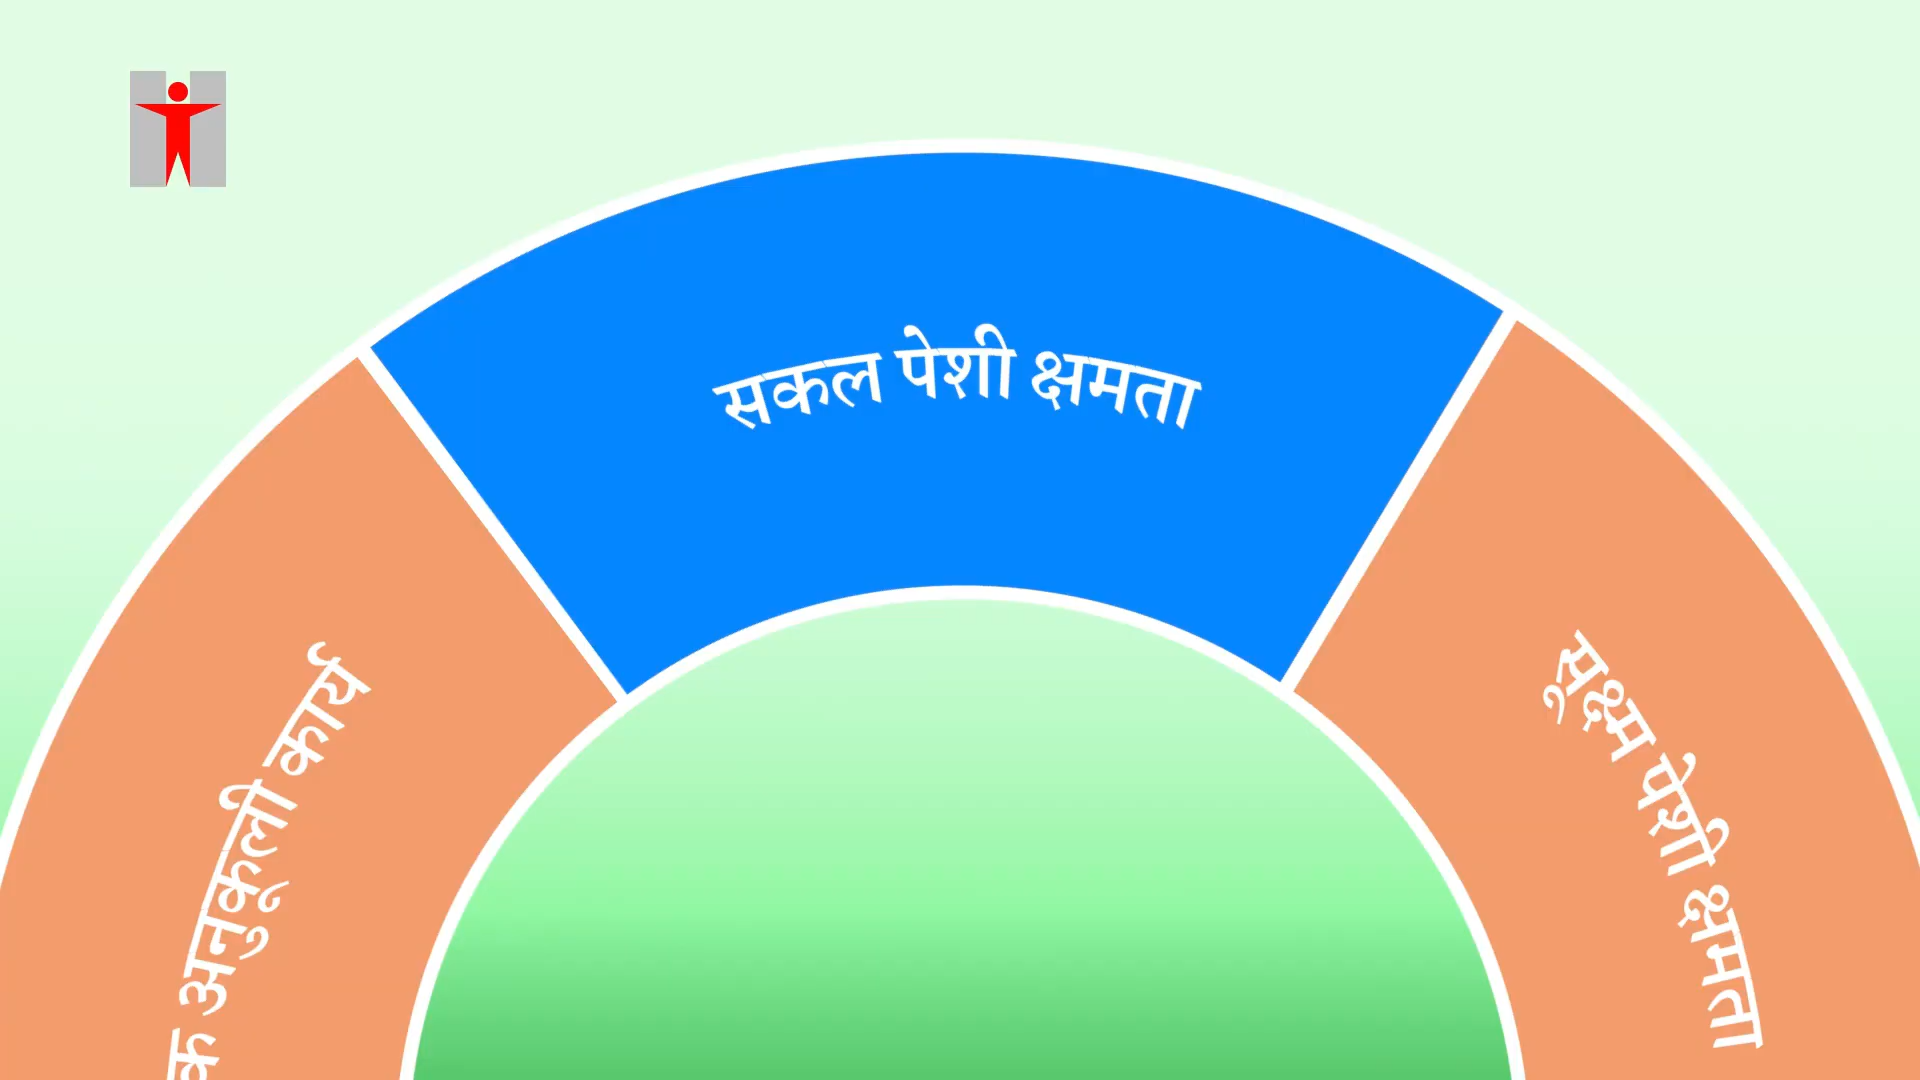 सकल पेशी क्षमता
अनुकूली कार्य
सूक्ष्म पेशी क्षमता